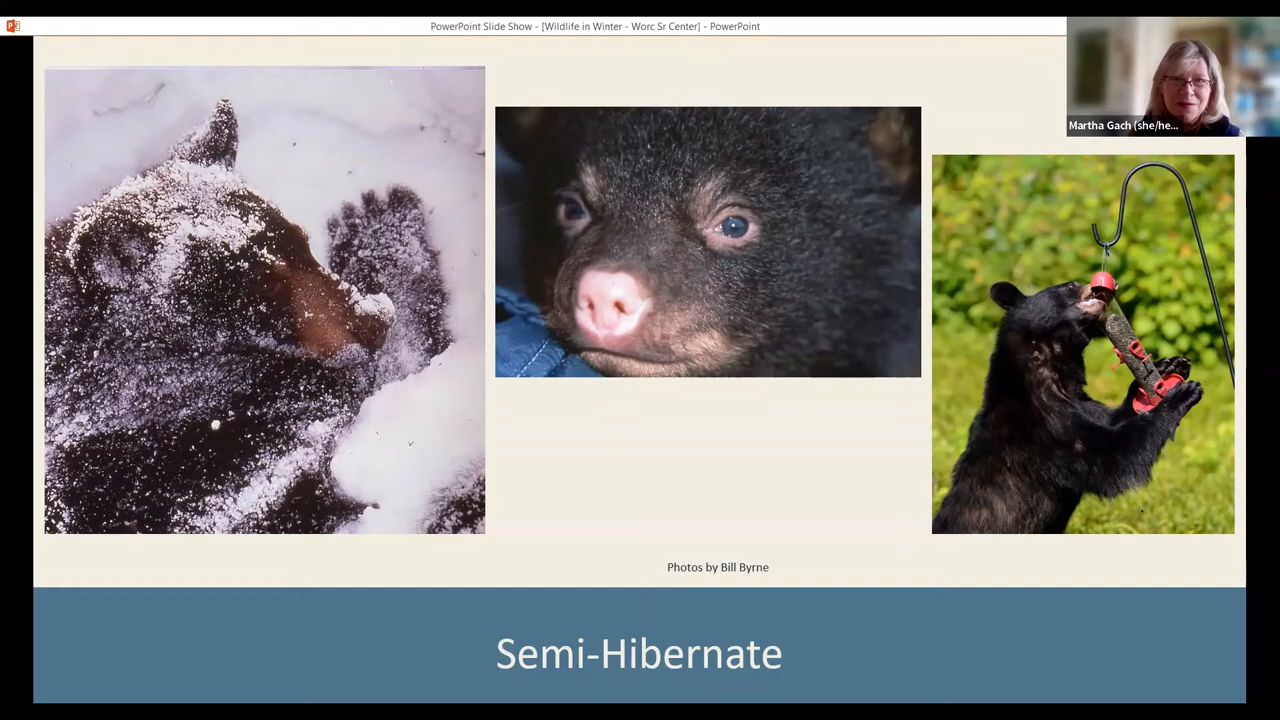 PowerPoint Slide Show - [Wildlife in Winter - Worc Sr Center] - PowerPoint
Martha Gach (she/he...
Photos by Bill Byrne
Semi-Hibernate